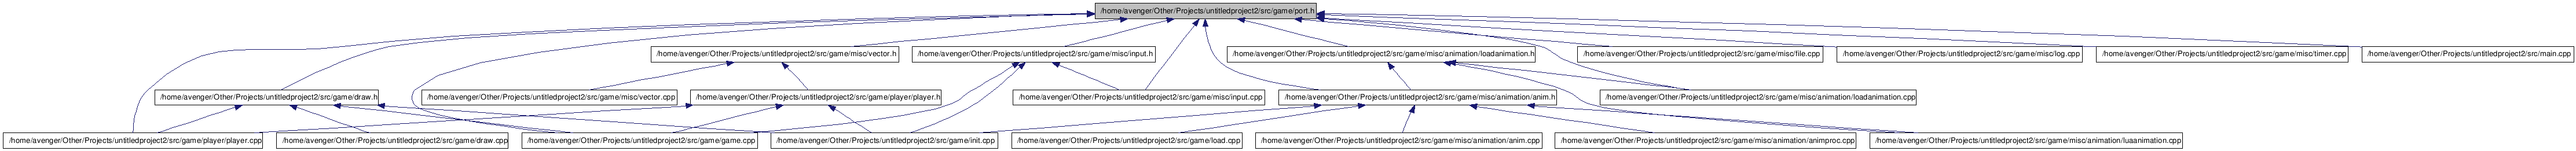 /home/avenger/Other/Projects/untitledproject2/src/game/port.h
/home/avenger/Other/Projects/untitledproject2/src/game/misc/vector.h
/home/avenger/Other/Projects/untitledproject2/src/game/misc/input.h
/home/avenger/Other/Projects/untitledproject2/src/game/misc/animation/loadanimation.h
/home/avenger/Other/Projects/untitledproject2/src/game/misc/file.cpp
/home/avenger/Other/Projects/untitledproject2/src/game/misc/log.cpp
/home/avenger/Other/Projects/untitledproject2/src/game/misc/timer.cpp
/home/avenger/Other/Projects/untitledproject2/src/main.cpp
/home/avenger/Other/Projects/untitledproject2/src/game/draw.h
/home/avenger/Other/Projects/untitledproject2/src/game/misc/vector.cpp
/home/avenger/Other/Projects/untitledproject2/src/game/player/player.h
/home/avenger/Other/Projects/untitledproject2/src/game/misc/input.cpp
/home/avenger/Other/Projects/untitledproject2/src/game/misc/animation/anim.h
/home/avenger/Other/Projects/untitledproject2/src/game/misc/animation/loadanimation.cpp
/home/avenger/Other/Projects/untitledproject2/src/game/player/player.cpp
/home/avenger/Other/Projects/untitledproject2/src/game/draw.cpp
/home/avenger/Other/Projects/untitledproject2/src/game/game.cpp
/home/avenger/Other/Projects/untitledproject2/src/game/init.cpp
/home/avenger/Other/Projects/untitledproject2/src/game/load.cpp
/home/avenger/Other/Projects/untitledproject2/src/game/misc/animation/anim.cpp
/home/avenger/Other/Projects/untitledproject2/src/game/misc/animation/animproc.cpp
/home/avenger/Other/Projects/untitledproject2/src/game/misc/animation/luaanimation.cpp